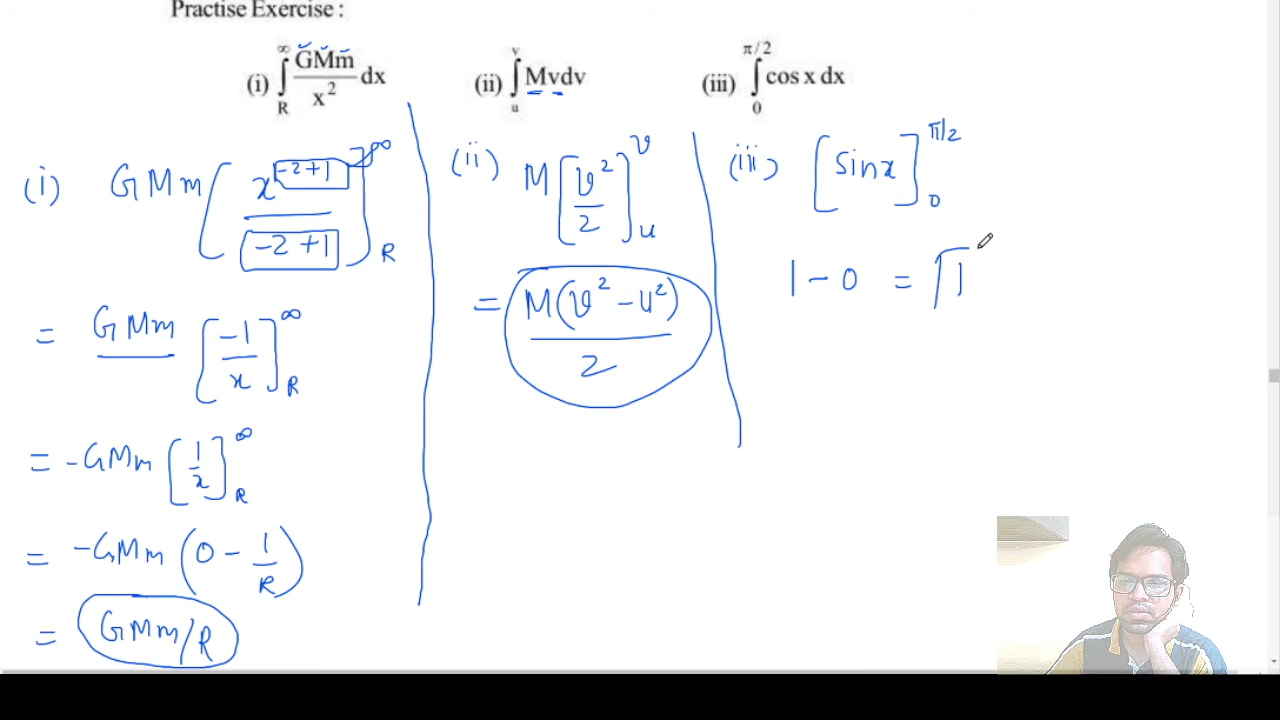 Practise Exercise :
(i) ∫_R^∞ GMm/x² dx (ii) ∫_u^v Mvdv (iii) ∫_0^{π/2} cos x dx
(i) GMm [x^{-2+1}/(-2+1)]_R^∞
= GMm [-1/x]_R^∞
= -GMm [1/x]_R^∞
= -GMm (0 - 1/R)
= GMm/R
(ii) M [v²/2]_u^v
= M(v² - u²)/2
(iii) [sinx]_0^{π/2}
1 - 0 = 1